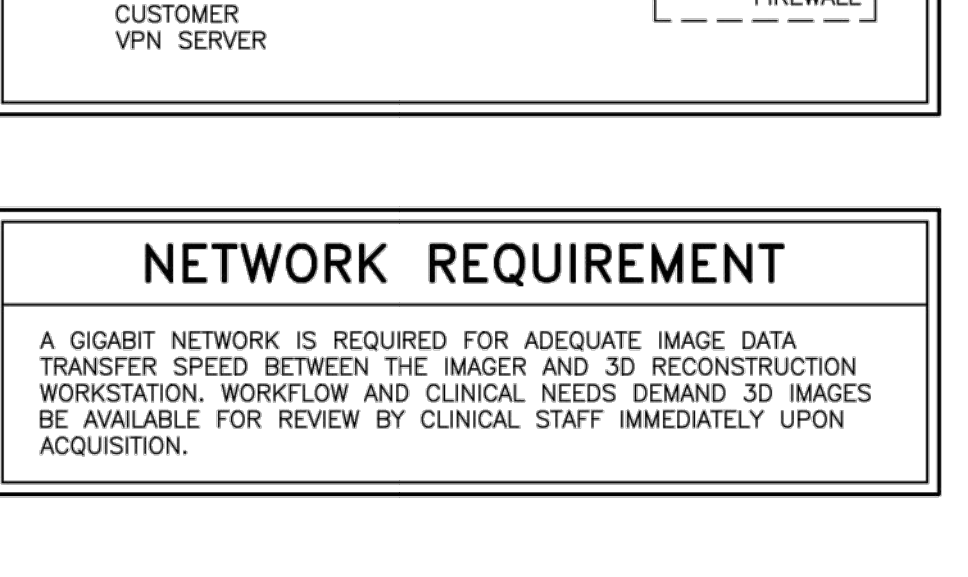 FIREWALL
CUSTOMER
VPN SERVER
NETWORK REQUIREMENT
A GIGABIT NETWORK IS REQUIRED FOR ADEQUATE IMAGE DATA
TRANSFER SPEED BETWEEN THE IMAGER AND 3D RECONSTRUCTION
WORKSTATION. WORKFLOW AND CLINICAL NEEDS DEMAND 3D IMAGES
BE AVAILABLE FOR REVIEW BY CLINICAL STAFF IMMEDIATELY UPON
ACQUISITION.